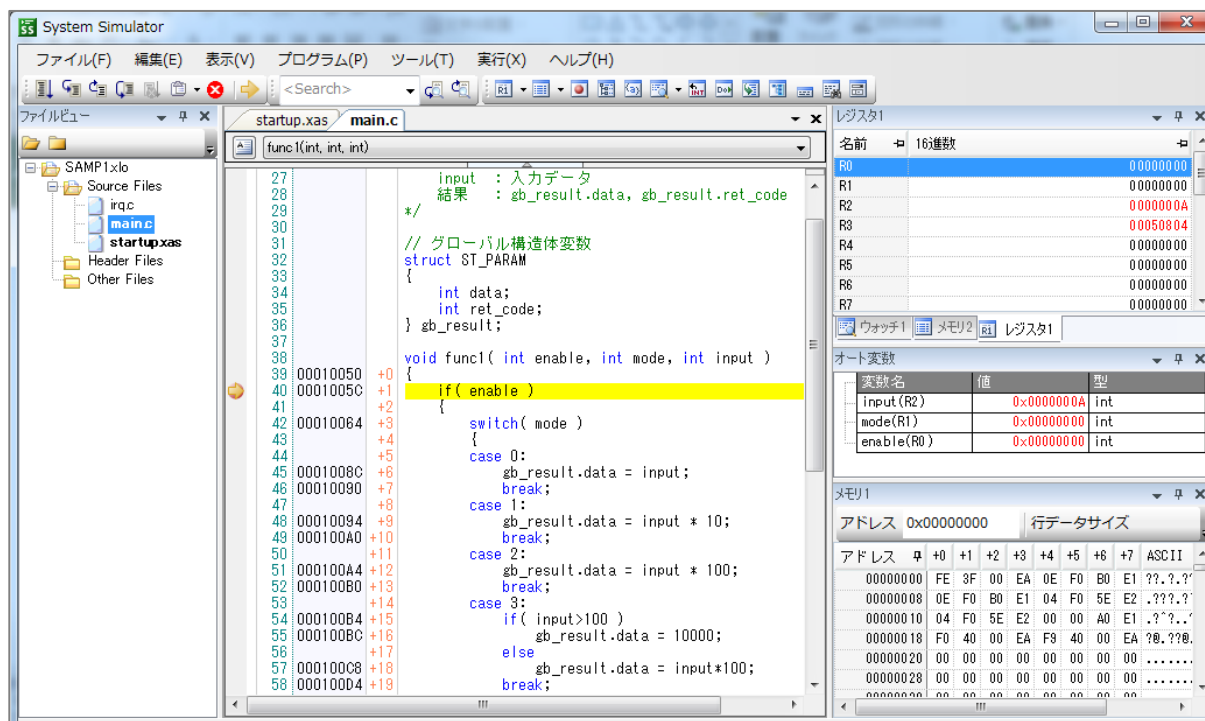 System Simulator
ファイル(F) 編集(E) 表示(V) プログラム(P) ツール(T) 実行(X) ヘルプ(H)
<Search>
ファイルビュー
SAMP1.xlo
Source Files
irq.c
main.c
startup.xas
Header Files
Other Files
startup.xas main.c
func1(int, int, int)
27 input : 入力データ
28 結果 : gb_result.data, gb_result.ret_code
29 */
30
31 // グローバル構造体変数
32 struct ST_PARAM
33 {
34 int data;
35 int ret_code;
36 } gb_result;
37
38 void func1( int enable, int mode, int input )
39 00010050 +0 {
40 0001005C +1 if( enable )
41 +2 {
42 00010064 +3 switch( mode )
43 +4 {
44 +5 case 0:
45 0001008C +6 gb_result.data = input;
46 00010090 +7 break;
47 +8 case 1:
48 00010094 +9 gb_result.data = input * 10;
49 000100A0 +10 break;
50 +11 case 2:
51 000100A4 +12 gb_result.data = input * 100;
52 000100B0 +13 break;
53 +14 case 3:
54 000100B4 +15 if( input>100 )
55 000100BC +16 gb_result.data = 10000;
56 +17 else
57 000100C8 +18 gb_result.data = input*100;
58 000100D4 +19 break;
レジスタ1
名前 16進数
R0 00000000
R1 00000000
R2 0000000A
R3 00050804
R4 00000000
R5 00000000
R6 00000000
R7 00000000
ウォッチ1 メモリ2 レジスタ1
オート変数
変数名 値 型
input(R2) 0x0000000A int
mode(R1) 0x00000000 int
enable(R0) 0x00000000 int
メモリ1
アドレス 0x00000000 行データサイズ
アドレス +0 +1 +2 +3 +4 +5 +6 +7 ASCII
00000000 FE 3F 00 EA 0E F0 B0 E1 ??.?.?
00000008 0E F0 B0 E1 04 F0 5E E2 .???.?
00000010 04 F0 5E E2 00 00 A0 E1 .?^?..?
00000018 F0 40 00 EA F9 40 00 EA ?@.??@.
00000020 00 00 00 00 00 00 00 00 .......
00000028 00 00 00 00 00 00 00 00 .......